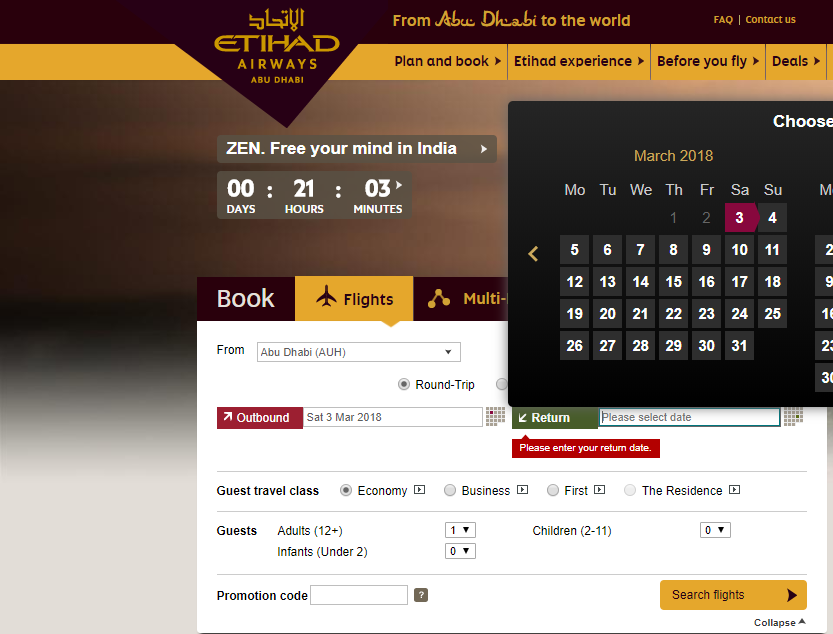 الإتحاد
ETIHAD
AIRWAYS
ABU DHABI
From Abu Dhabi to the world
FAQ | Contact us
Plan and book
Etihad experience
Before you fly
Deals
ZEN. Free your mind in India
00 : 21 : 03
DAYS HOURS MINUTES
Choose
March 2018
Mo Tu We Th Fr Sa Su
1 2 3 4
5 6 7 8 9 10 11
12 13 14 15 16 17 18
19 20 21 22 23 24 25
26 27 28 29 30 31
M
2
9
16
23
30
Book
Flights
Multi-
From Abu Dhabi (AUH)
Round-Trip
Outbound Sat 3 Mar 2018
Return Please select date
Please enter your return date.
Guest travel class Economy Business First The Residence
Guests Adults (12+) 1 Children (2-11) 0
Infants (Under 2) 0
Promotion code ?
Search flights
Collapse